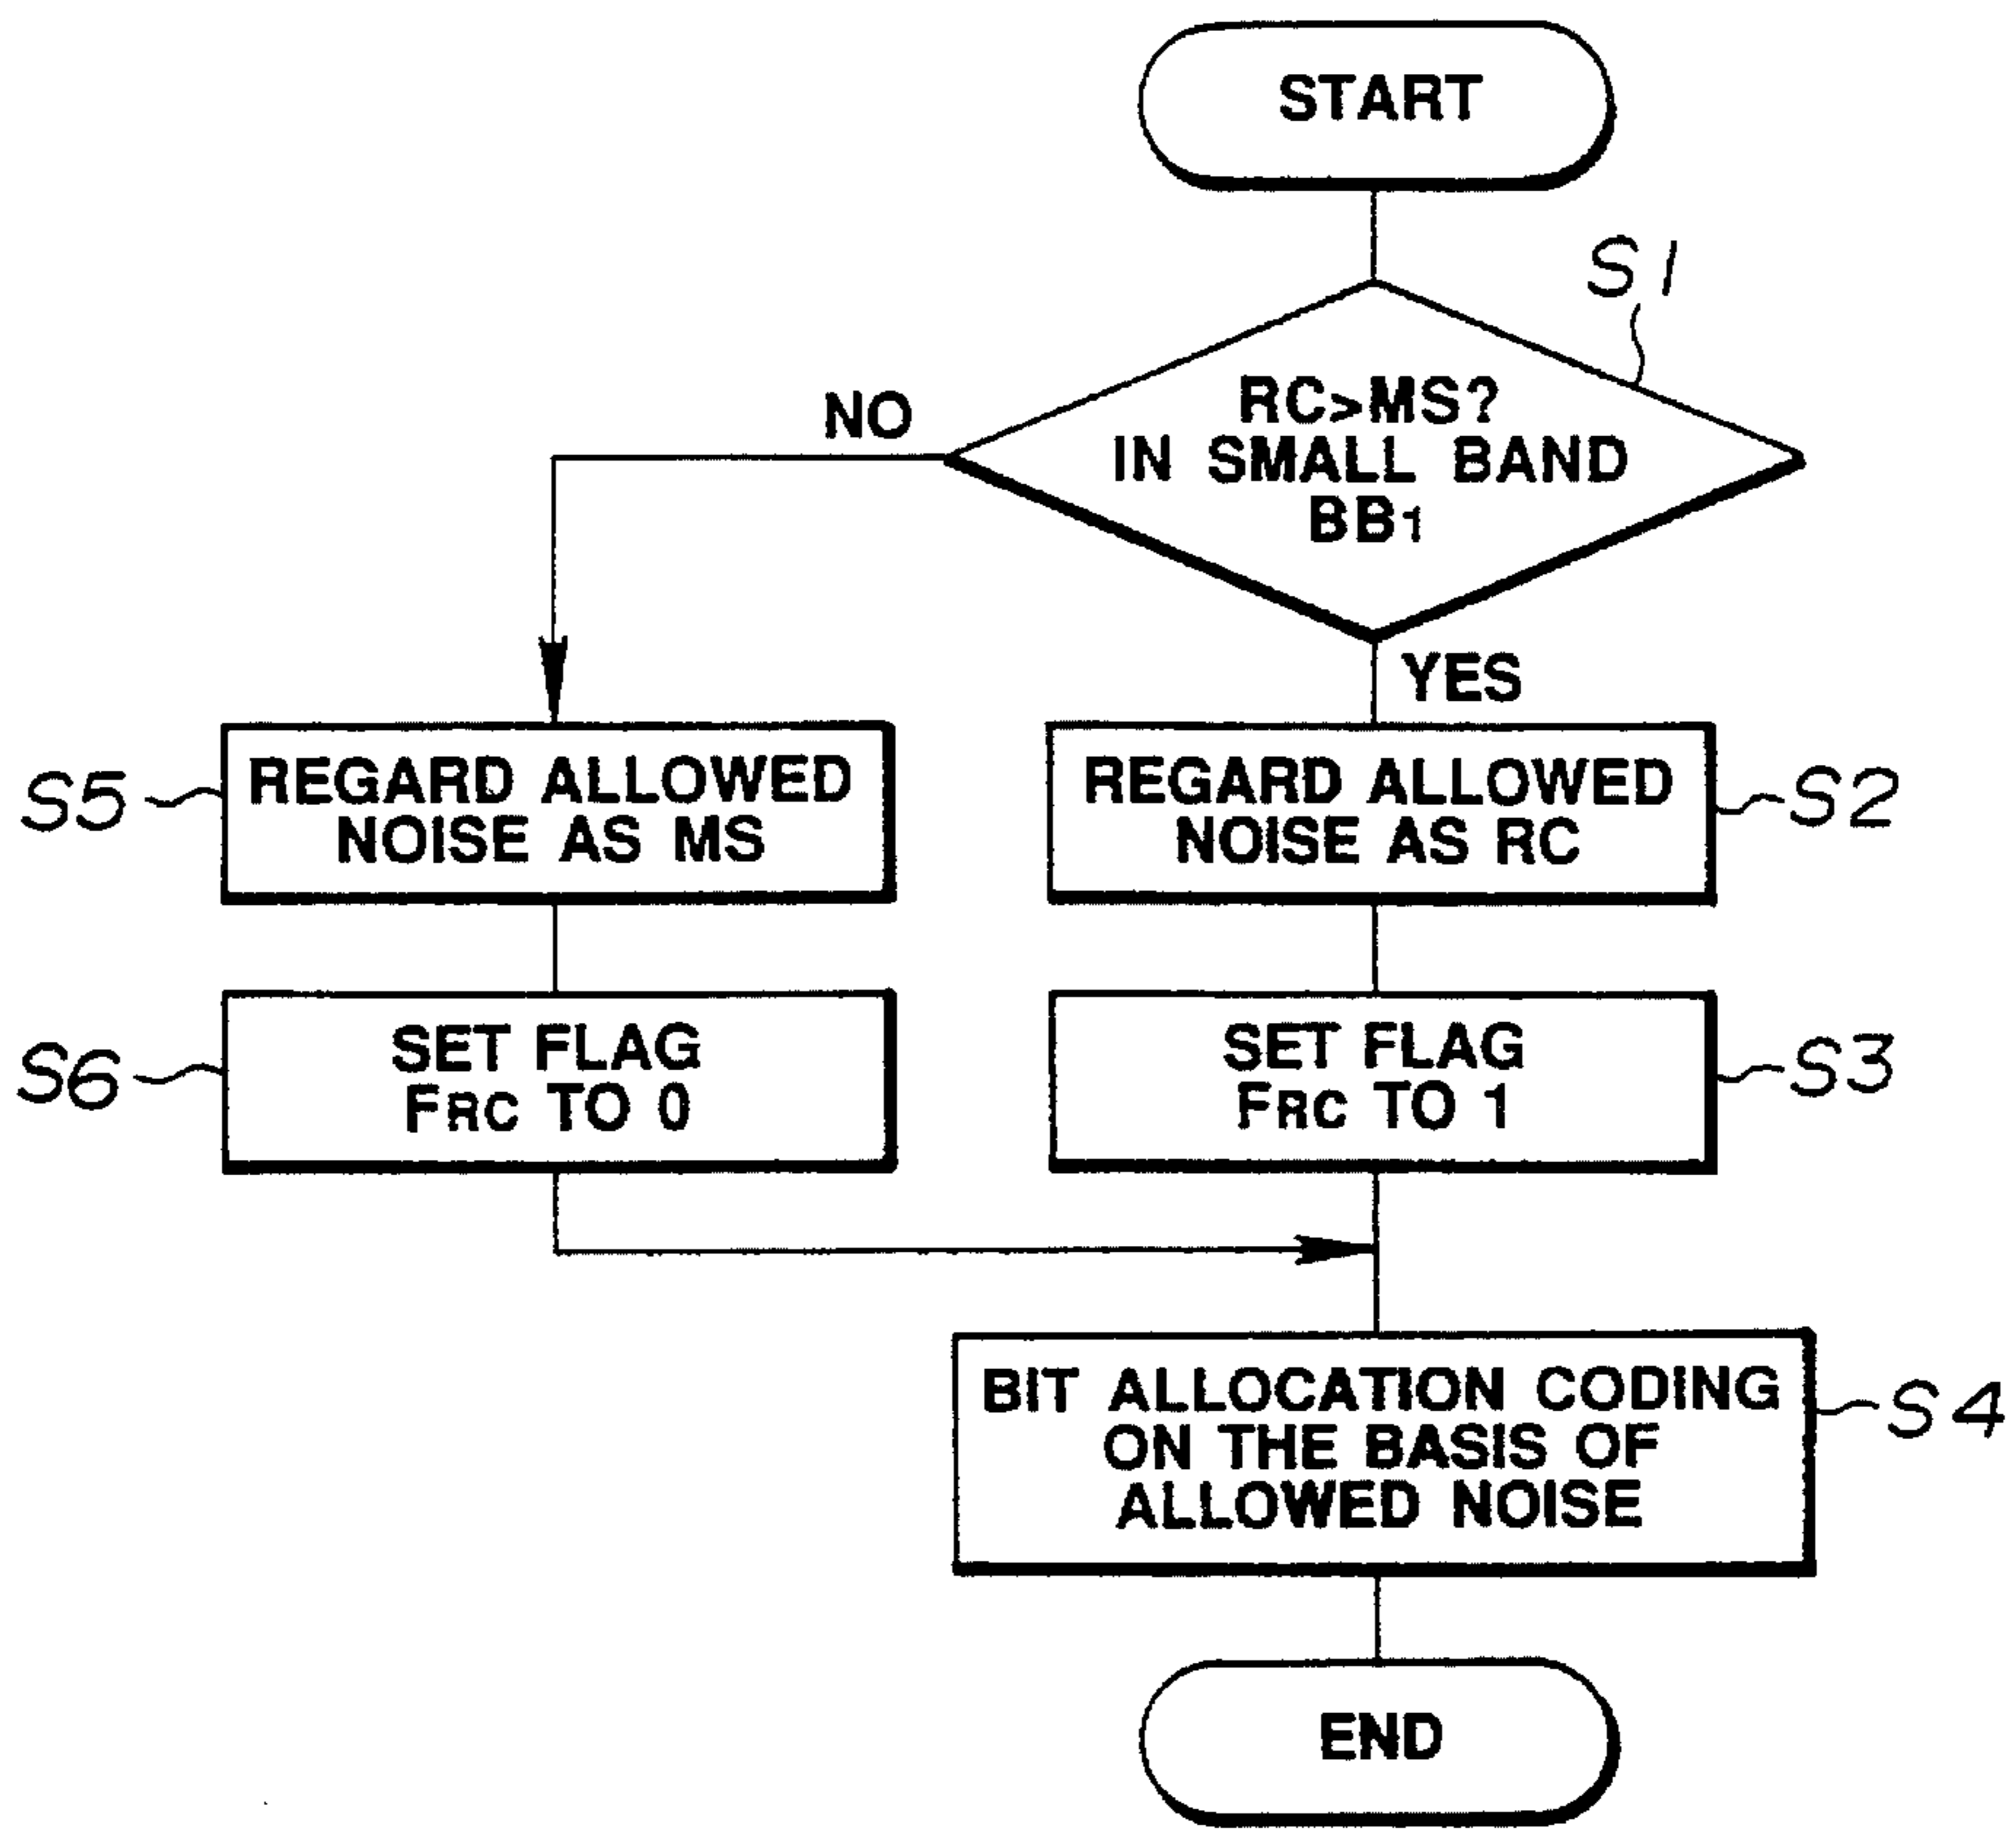 START
S1
RC>MS?
IN SMALL BAND
BB1
NO
YES
S5
REGARD ALLOWED
NOISE AS MS
REGARD ALLOWED
NOISE AS RC
S2
S6
SET FLAG
FRC TO 0
SET FLAG
FRC TO 1
S3
BIT ALLOCATION CODING
ON THE BASIS OF
ALLOWED NOISE
S4
END